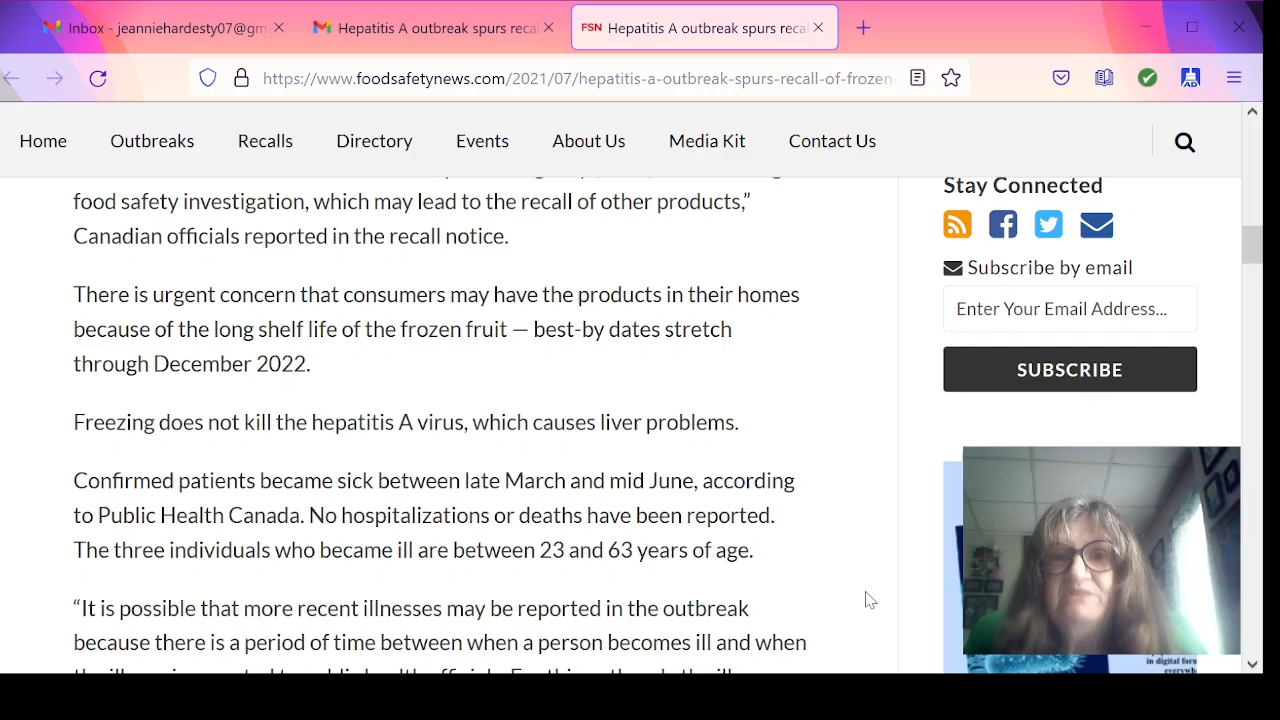 Inbox - jeanniehardesty07@gm
Hepatitis A outbreak spurs recal
FSN Hepatitis A outbreak spurs recal
https://www.foodsafetynews.com/2021/07/hepatitis-a-outbreak-spurs-recall-of-frozen-
AD
Home Outbreaks Recalls Directory Events About Us Media Kit Contact Us
food safety investigation, which may lead to the recall of other products,”
Canadian officials reported in the recall notice.
There is urgent concern that consumers may have the products in their homes
because of the long shelf life of the frozen fruit — best-by dates stretch
through December 2022.
Freezing does not kill the hepatitis A virus, which causes liver problems.
Confirmed patients became sick between late March and mid June, according
to Public Health Canada. No hospitalizations or deaths have been reported.
The three individuals who became ill are between 23 and 63 years of age.
“It is possible that more recent illnesses may be reported in the outbreak
because there is a period of time between when a person becomes ill and when
Stay Connected
Subscribe by email
Enter Your Email Address...
SUBSCRIBE
in digital form